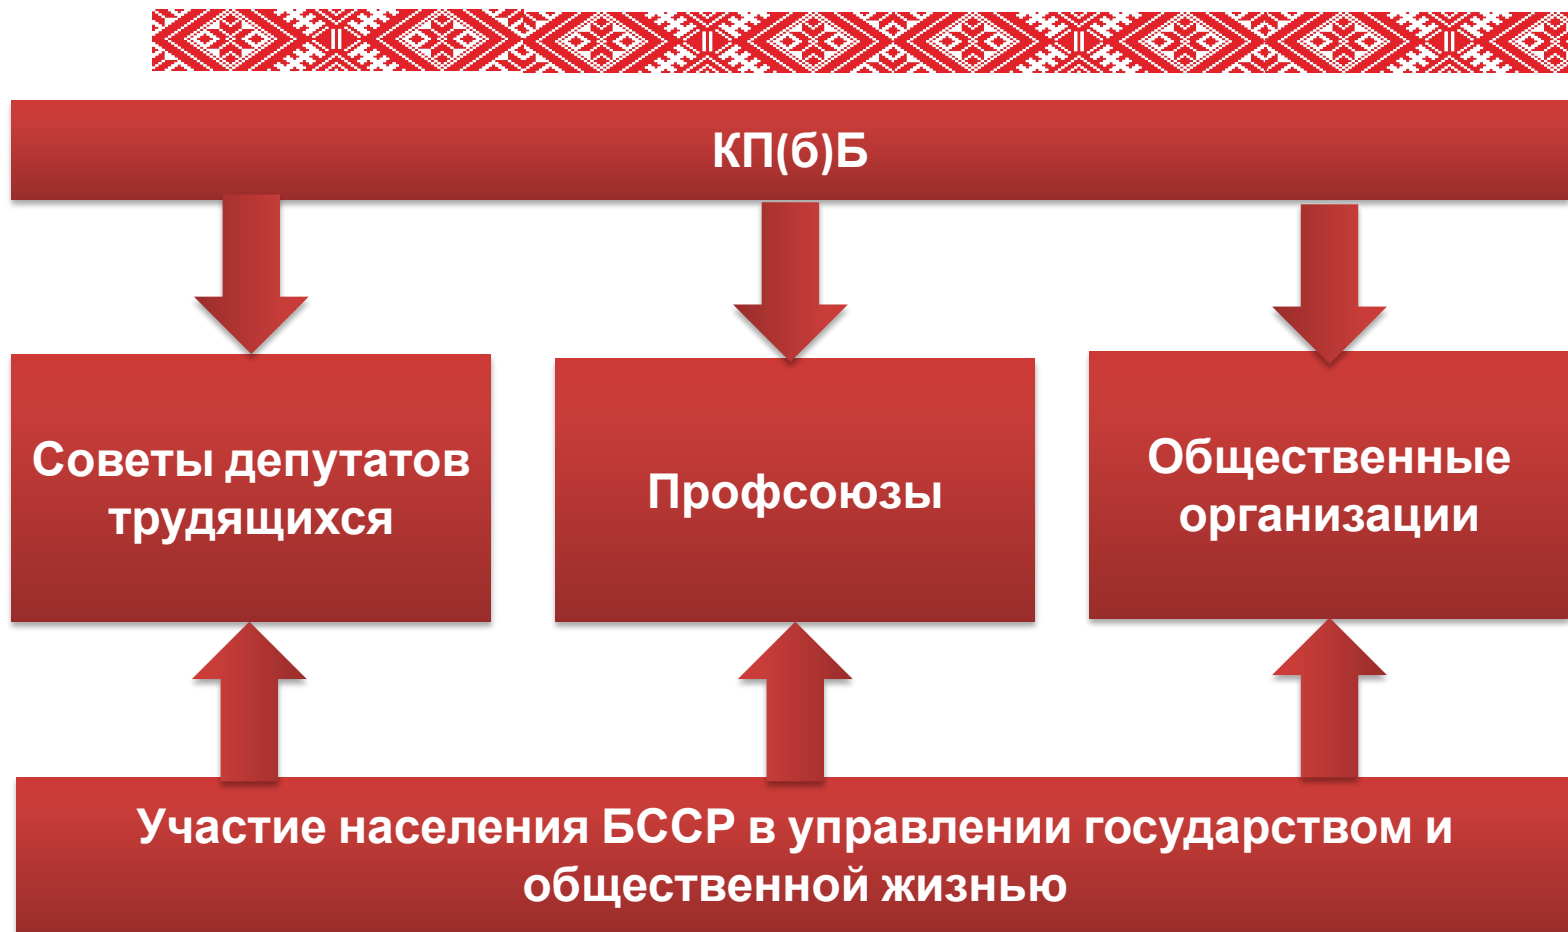 КП(б)Б
Советы депутатов
трудящихся
Профсоюзы
Общественные
организации
Участие населения БССР в управлении государством и
общественной жизнью